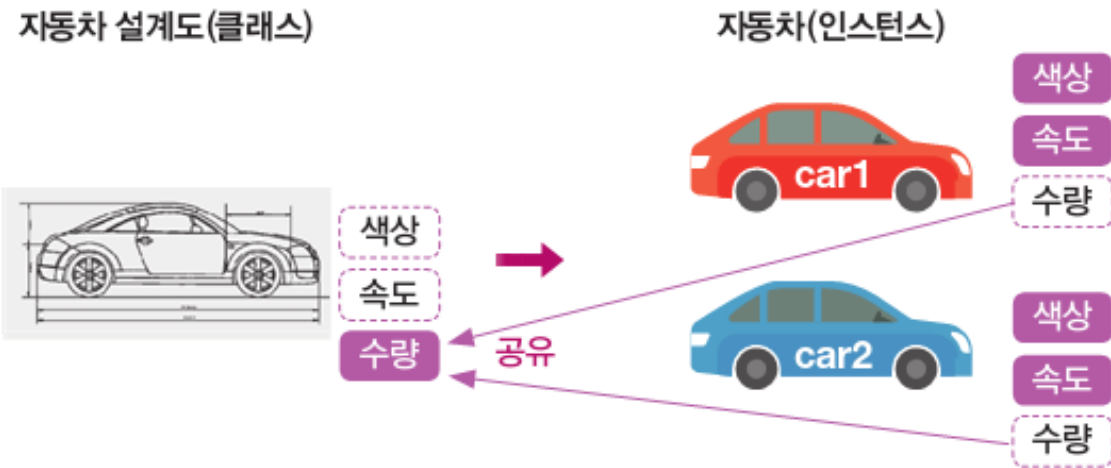 자동차 설계도(클래스)
색상
속도
수량
공유
자동차(인스턴스)
car1
색상
속도
수량
car2
색상
속도
수량